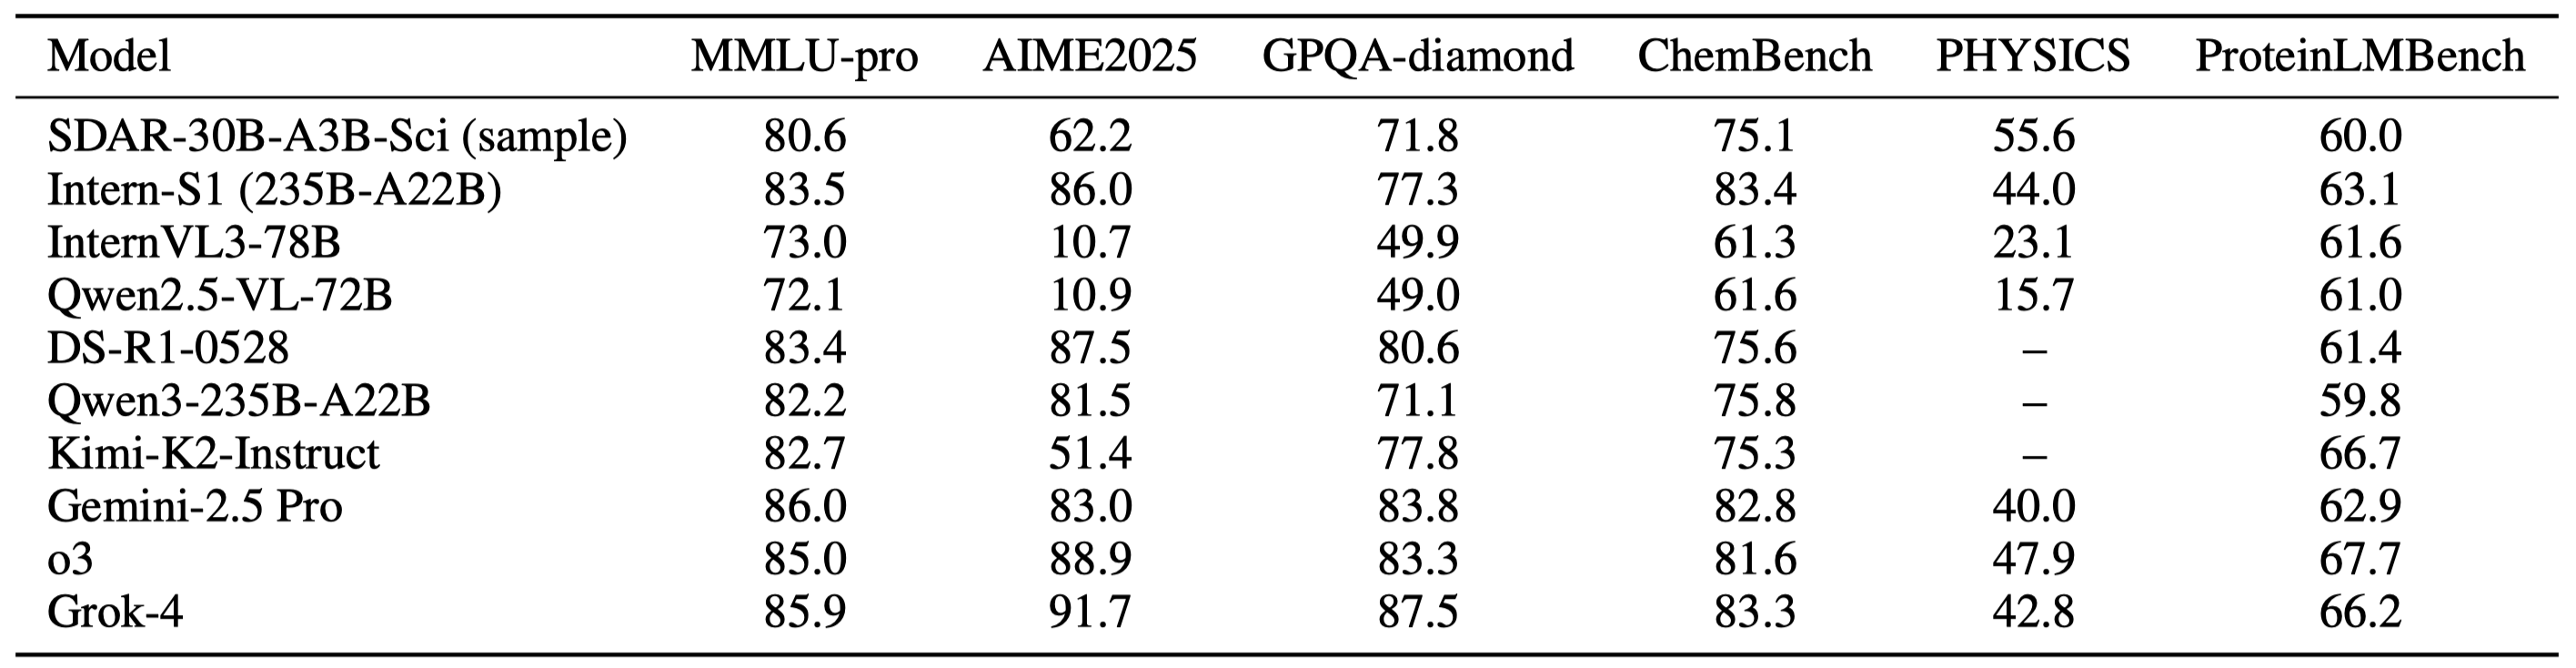 Model MMLU-pro AIME2025 GPQA-diamond ChemBench PHYSICS ProteinLMBench
SDAR-30B-A3B-Sci (sample) 80.6 62.2 71.8 75.1 55.6 60.0
Intern-S1 (235B-A22B) 83.5 86.0 77.3 83.4 44.0 63.1
InternVL3-78B 73.0 10.7 49.9 61.3 23.1 61.6
Qwen2.5-VL-72B 72.1 10.9 49.0 61.6 15.7 61.0
DS-R1-0528 83.4 87.5 80.6 75.6 – 61.4
Qwen3-235B-A22B 82.2 81.5 71.1 75.8 – 59.8
Kimi-K2-Instruct 82.7 51.4 77.8 75.3 – 66.7
Gemini-2.5 Pro 86.0 83.0 83.8 82.8 40.0 62.9
o3 85.0 88.9 83.3 81.6 47.9 67.7
Grok-4 85.9 91.7 87.5 83.3 42.8 66.2